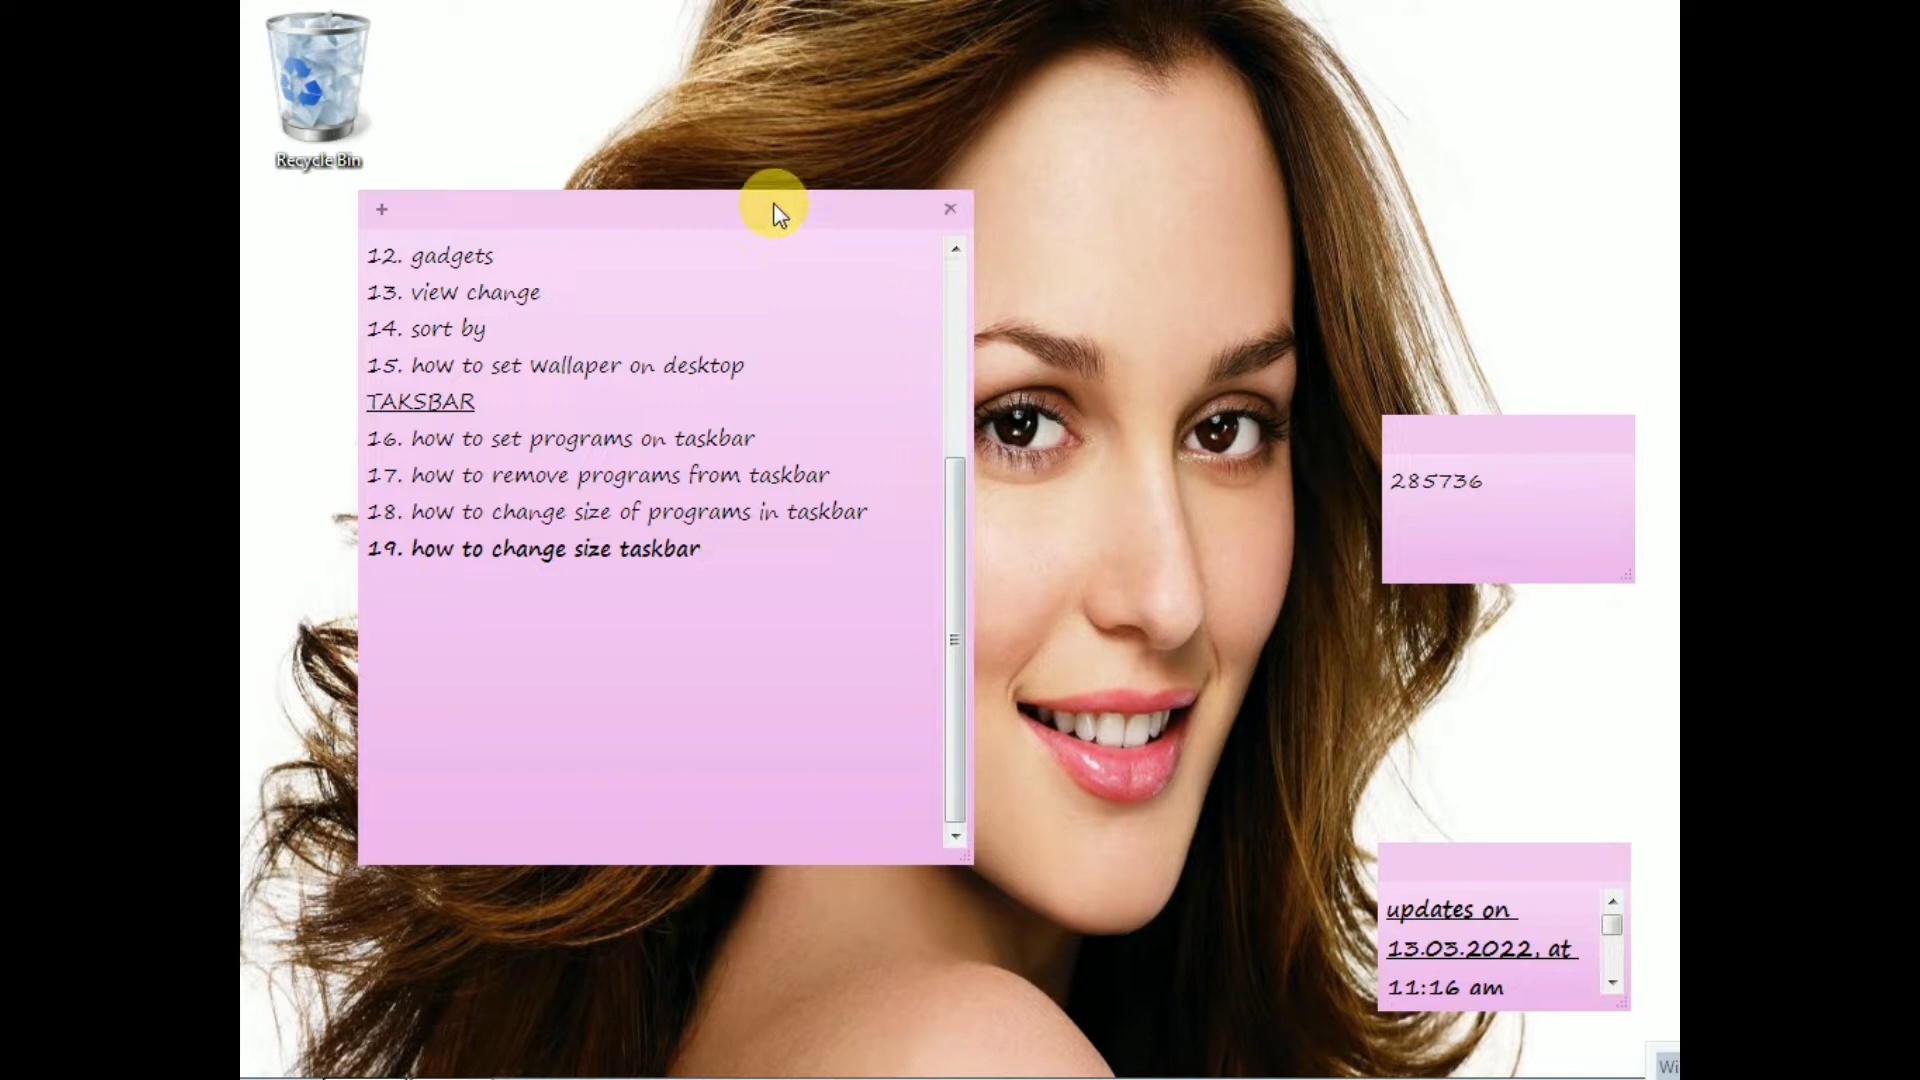 Recycle Bin
12. gadgets
13. view change
14. sort by
15. how to set wallaper on desktop
TAKSBAR
16. how to set programs on taskbar
17. how to remove programs from taskbar
18. how to change size of programs in taskbar
19. how to change size taskbar
285736
updates on
13.03.2022, at
11:16 am